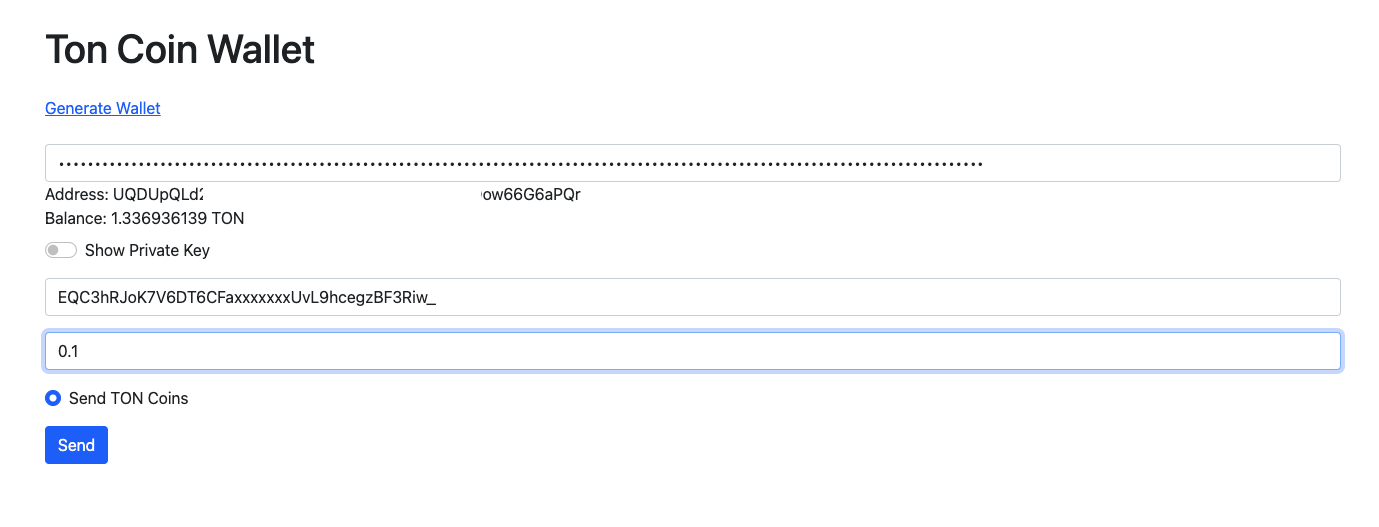 Ton Coin Wallet
Generate Wallet
••••••••••••••••••••••••••••••••••••••••••••••••••••••••••••••••••••••••••••••••••••••••••••••••••••••••••••••••••••••••••••••••
Address: UQDUpQLd2 ow66G6aPQr
Balance: 1.336936139 TON
Show Private Key
EQC3hRJoK7V6DT6CFaxxxxxxxUvL9hcegzBF3Riw_
0.1
Send TON Coins
Send